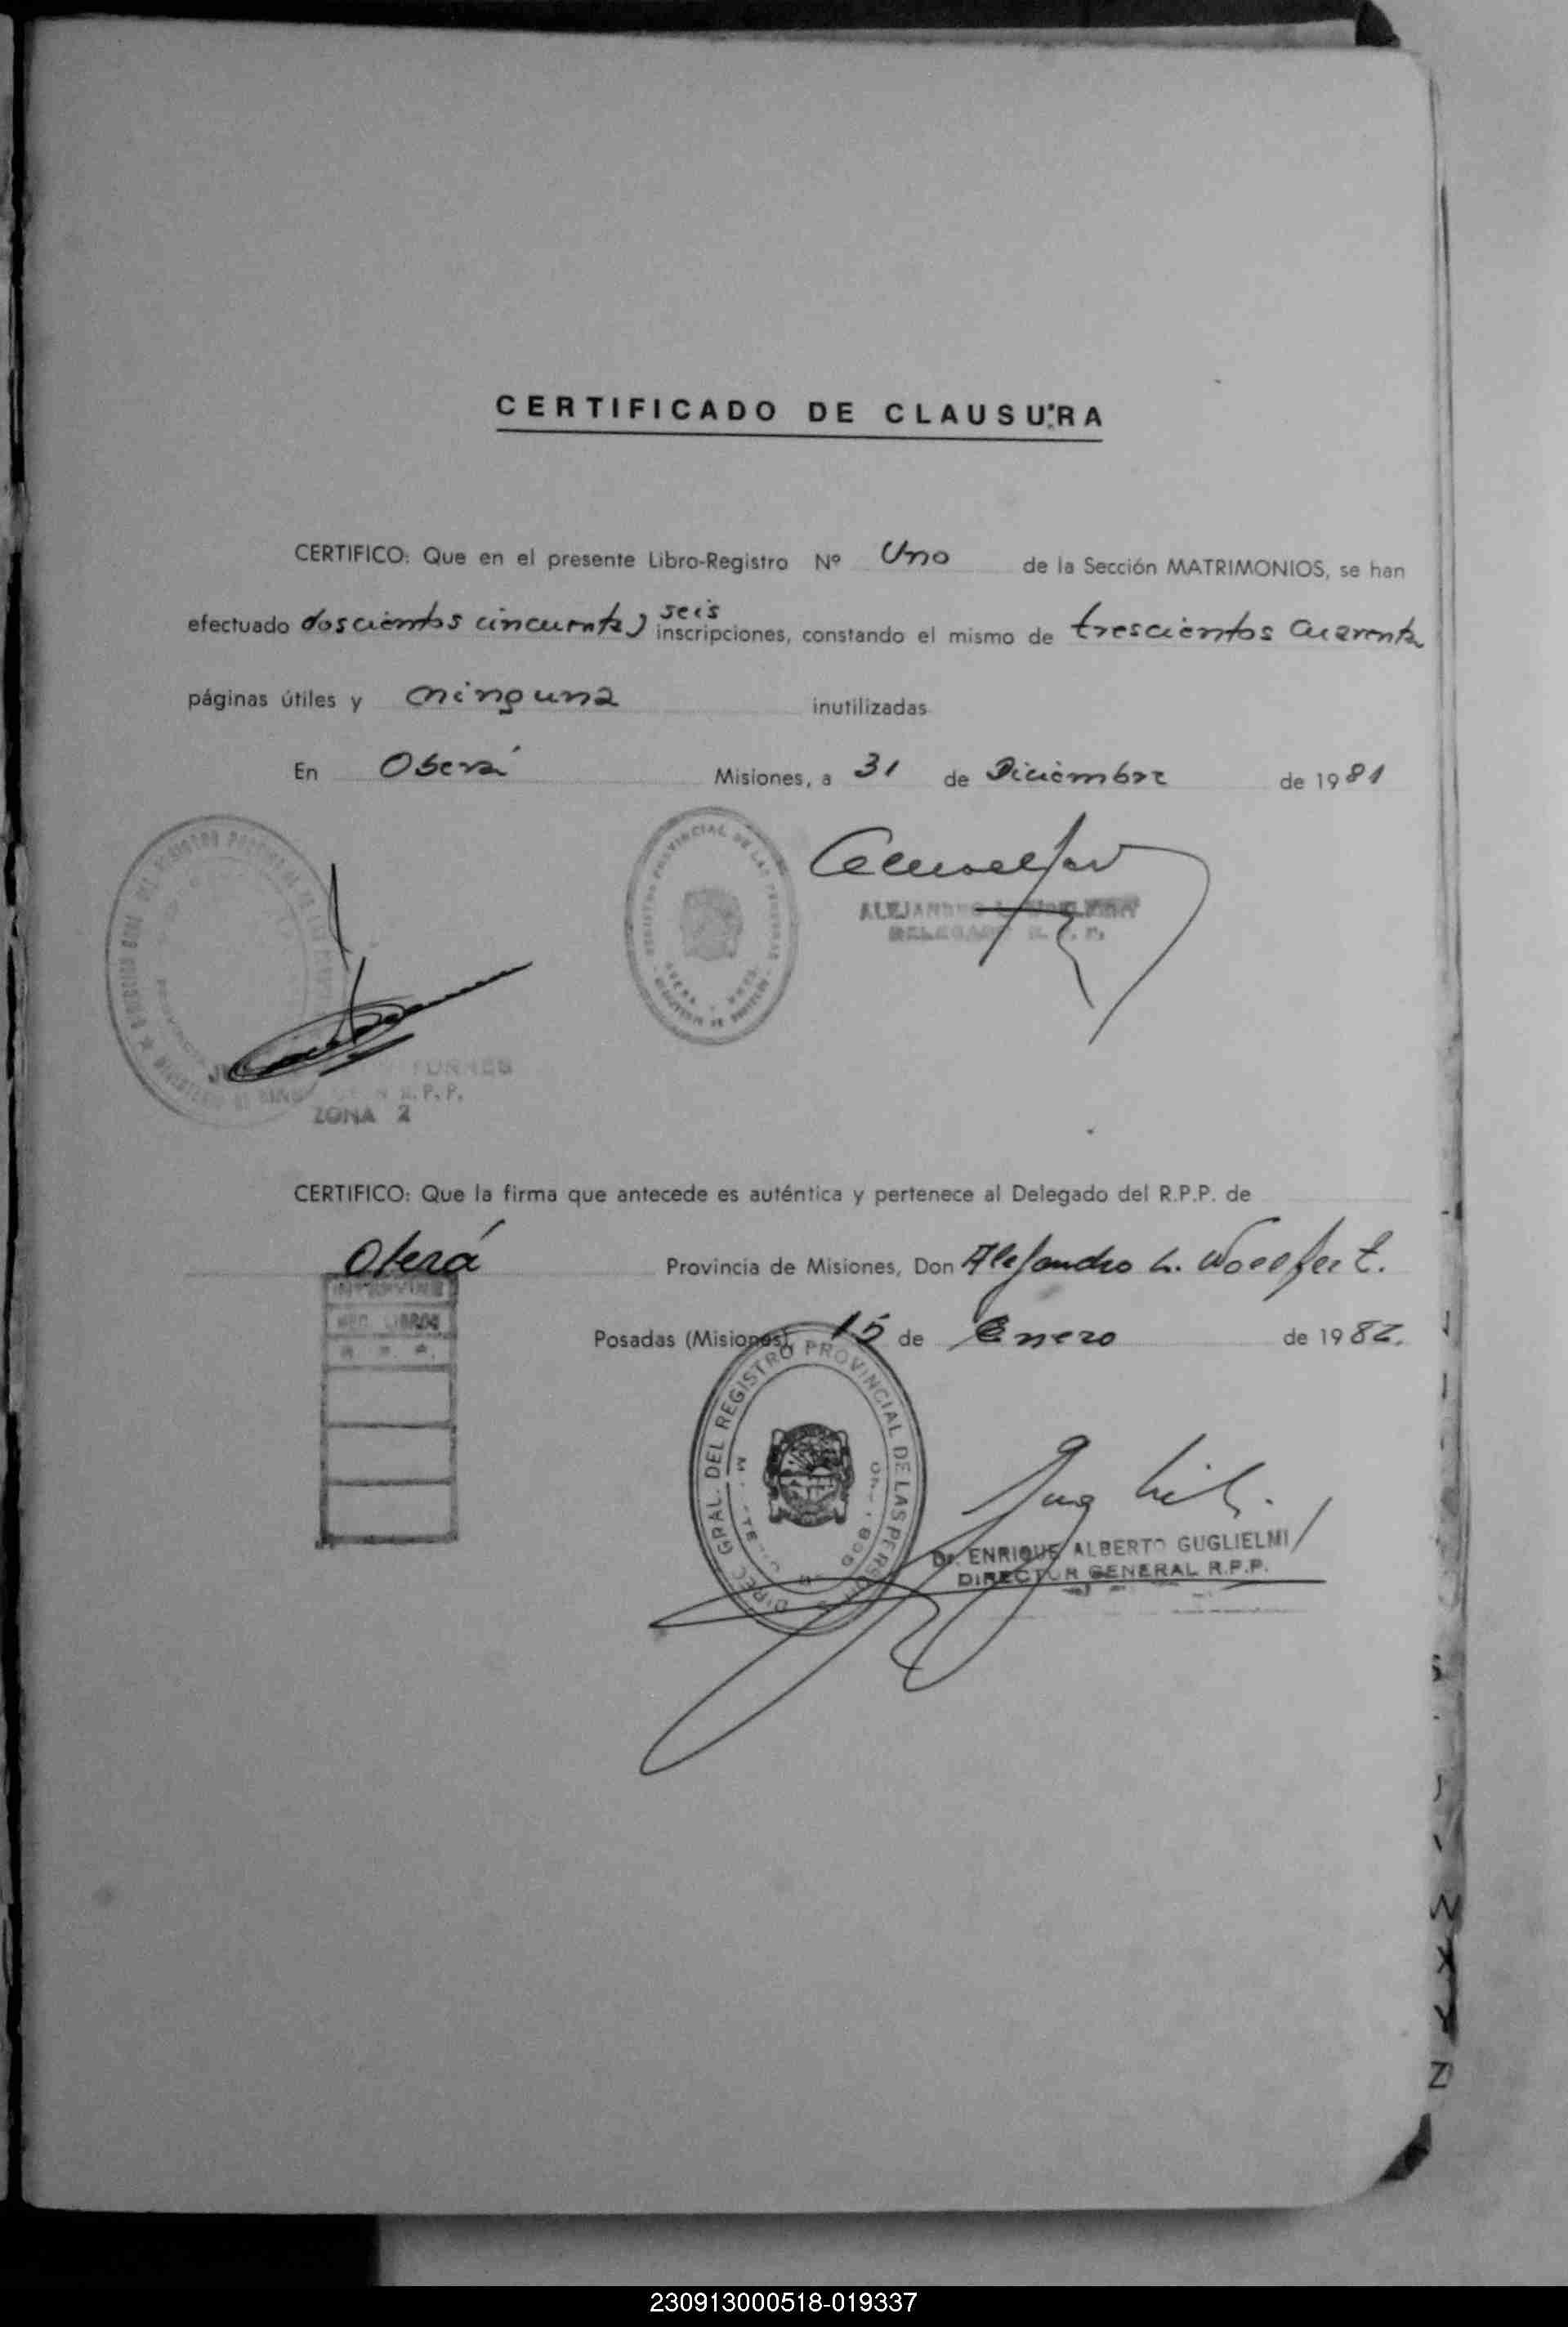 CERTIFICADO DE CLAUSURA
CERTIFICO: Que en el presente Libro-Registro Nº Uno de la Sección MATRIMONIOS, se han
efectuado doscientos cincuenta y seis inscripciones, constando el mismo de trescientos cuarenta
páginas útiles y ninguna inutilizadas
En Oberá Misiones, a 31 de Diciembre de 1981
ALEJANDRO
DELEGADO R. P. P.
R.P.P.
ZONA 2
CERTIFICO: Que la firma que antecede es auténtica y pertenece al Delegado del R.P.P. de
Oberá Provincia de Misiones, Don Alejandro L.
INTERVINO
SEC. LIBROS
Posadas (Misiones), 15 de Enero de 1982.
DIREC. GRAL. DEL REGISTRO PROVINCIAL DE LAS PERSONAS
Dr. ENRIQUE ALBERTO GUGLIELMI
DIRECTOR GENERAL R.P.P.
230913000518-019337